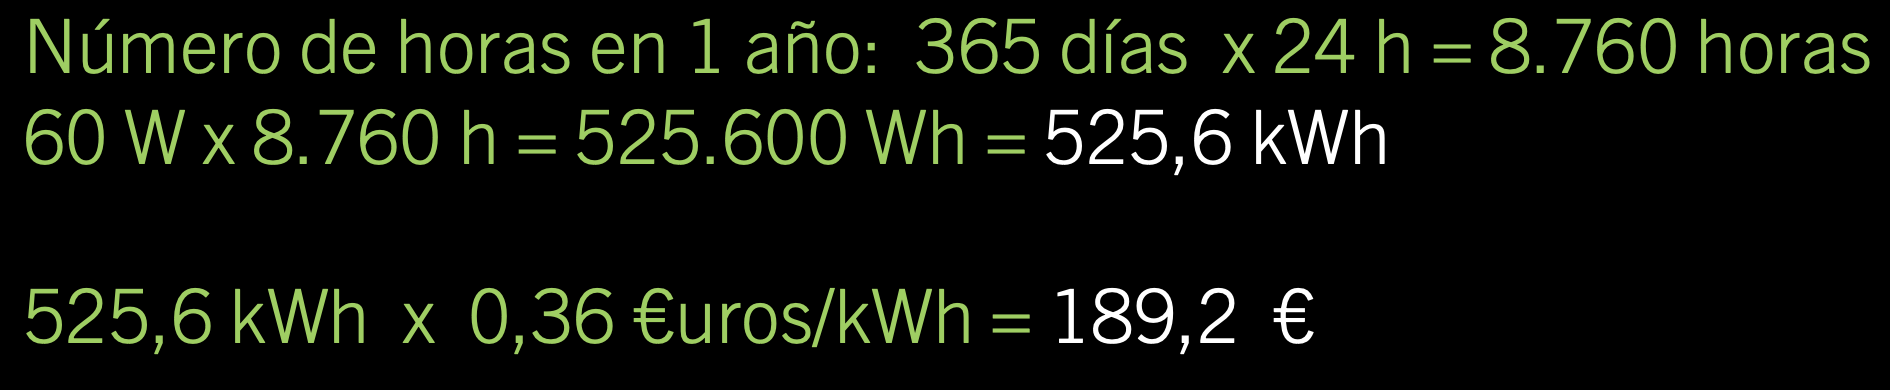 Número de horas en 1 año: 365 días x 24 h = 8.760 horas
60 W x 8.760 h = 525.600 Wh = 525,6 kWh
525,6 kWh x 0,36 €uros/kWh = 189,2 €